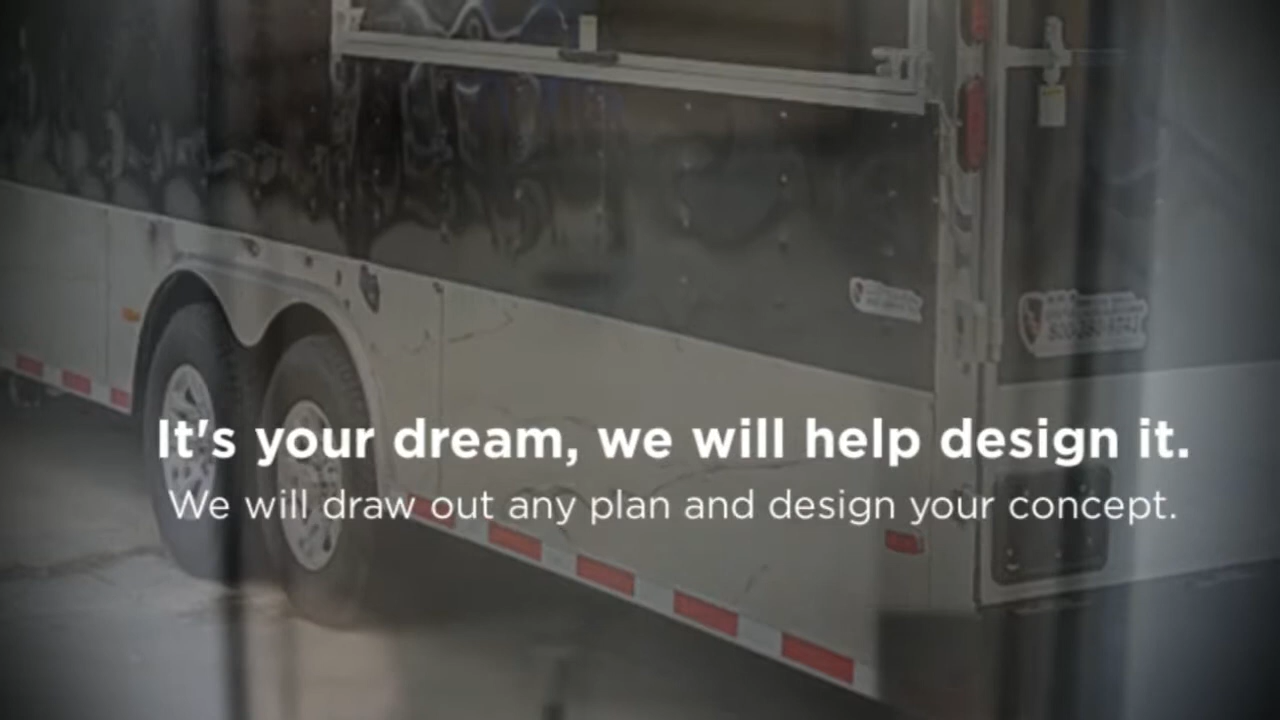 It's your dream, we will help design it.
We will draw out any plan and design your concept.